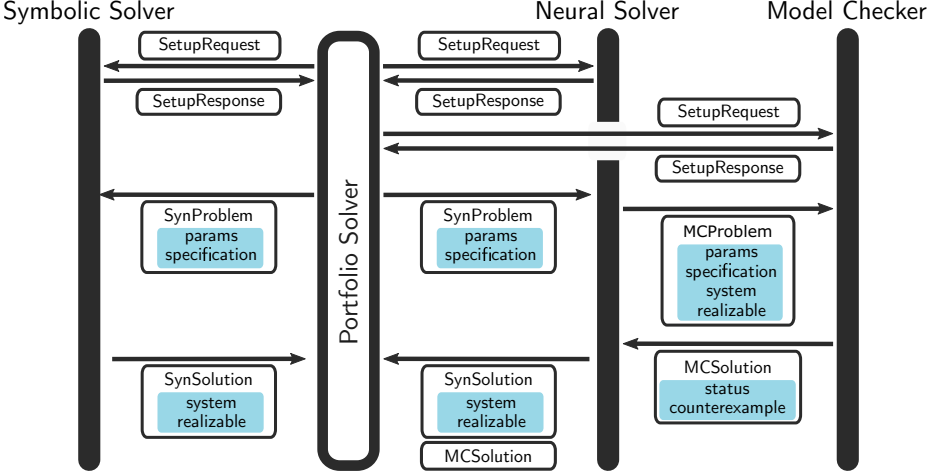 Symbolic Solver
Neural Solver
Model Checker
SetupRequest
SetupRequest
SetupResponse
SetupResponse
SetupRequest
SetupResponse
Portfolio Solver
SynProblem
params
specification
SynProblem
params
specification
MCProblem
params
specification
system
realizable
SynSolution
system
realizable
SynSolution
system
realizable
MCSolution
MCSolution
status
counterexample